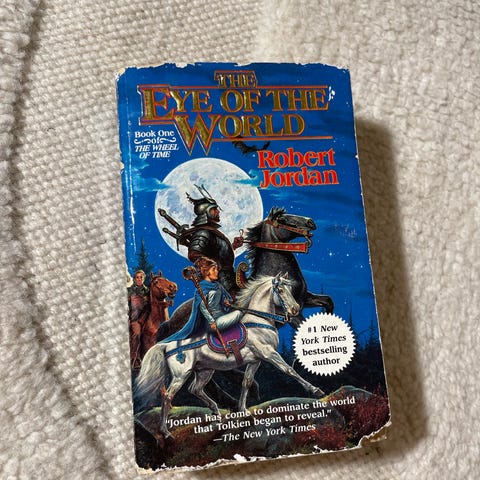 THE
EYE OF THE
WORLD
Book One
of
THE WHEEL
OF TIME
Robert
Jordan
#1 New
York Times
bestselling
author
"Jordan has come to dominate the world
that Tolkien began to reveal."
—The New York Times